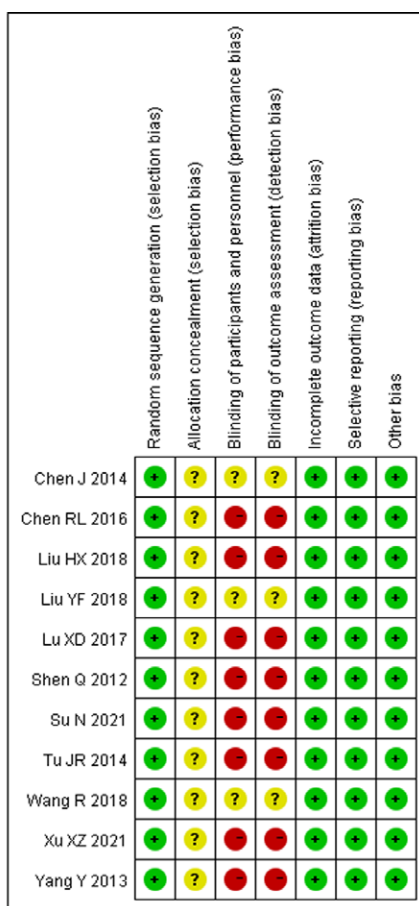 Random sequence generation (selection bias)
Allocation concealment (selection bias)
Blinding of participants and personnel (performance bias)
Blinding of outcome assessment (detection bias)
Incomplete outcome data (attrition bias)
Selective reporting (reporting bias)
Other bias
Chen J 2014 + ? ? ? + + +
Chen RL 2016 + ? - - + + +
Liu HX 2018 + ? - - + + +
Liu YF 2018 + ? ? ? + + +
Lu XD 2017 + ? - - + + +
Shen Q 2012 + ? - - + + +
Su N 2021 + ? - - + + +
Tu JR 2014 + ? - - + + +
Wang R 2018 + ? ? ? + + +
Xu XZ 2021 + ? - - + + +
Yang Y 2013 + ? - - + + +